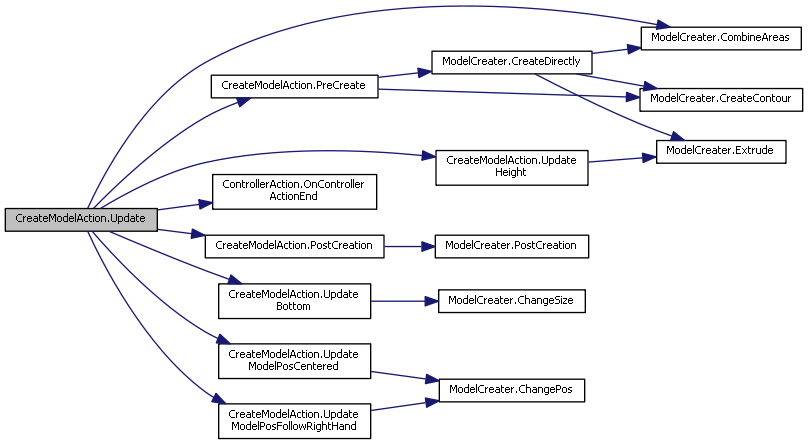 ModelCreater.CombineAreas
ModelCreater.CreateDirectly
CreateModelAction.PreCreate
ModelCreater.CreateContour
ModelCreater.Extrude
CreateModelAction.Update
Height
ControllerAction.OnController
ActionEnd
CreateModelAction.Update
CreateModelAction.PostCreation
ModelCreater.PostCreation
CreateModelAction.Update
Bottom
ModelCreater.ChangeSize
CreateModelAction.Update
ModelPosCentered
ModelCreater.ChangePos
CreateModelAction.Update
ModelPosFollowRightHand